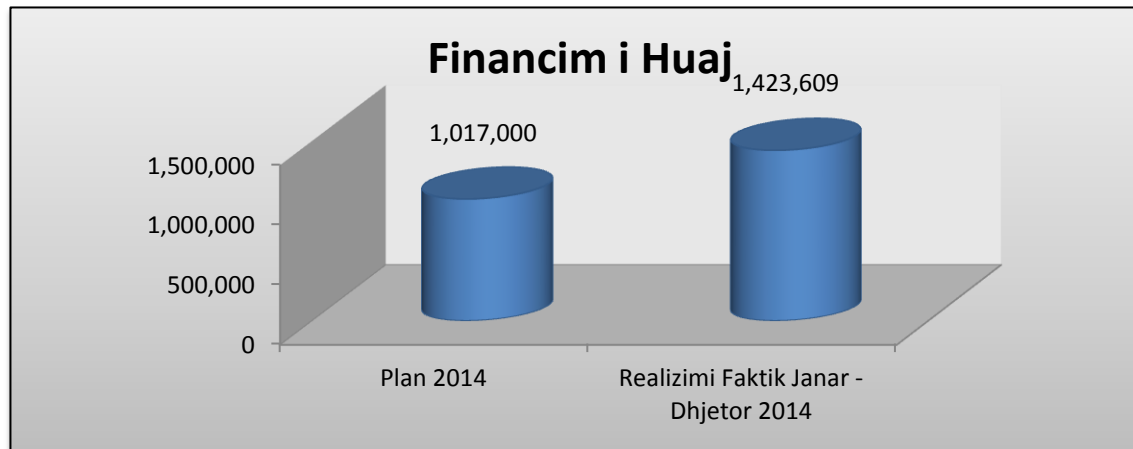 Financim i Huaj
1,423,609
1,017,000
1,500,000
1,000,000
500,000
0
Plan 2014
Realizimi Faktik Janar -
Dhjetor 2014